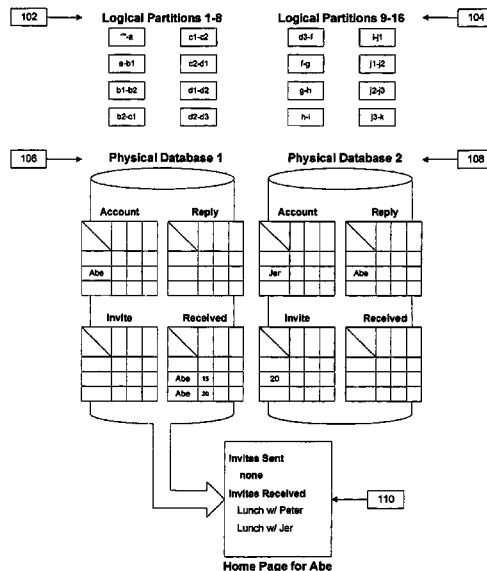 102
Logical Partitions 1-8
Logical Partitions 9-16
104
""-a
c1-c2
d3-f
i-j1
a-b1
c2-d1
f-g
j1-j2
b1-b2
d1-d2
g-h
j2-j3
b2-c1
d2-d3
h-i
j3-k
106
Physical Database 1
Physical Database 2
108
Account
Reply
Account
Reply
Abe
Jer
Abe
Invite
Received
Invite
Received
Abe 15
20
Abe 20
Invites Sent
none
Invites Received
Lunch w/ Peter
Lunch w/ Jer
110
Home Page for Abe